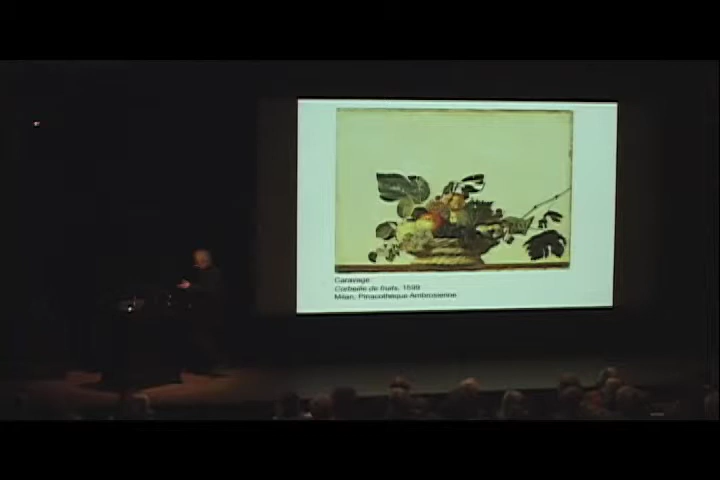 Caravage
Corbeille de fruits, 1599
Milan, Pinacothèque Ambrosienne